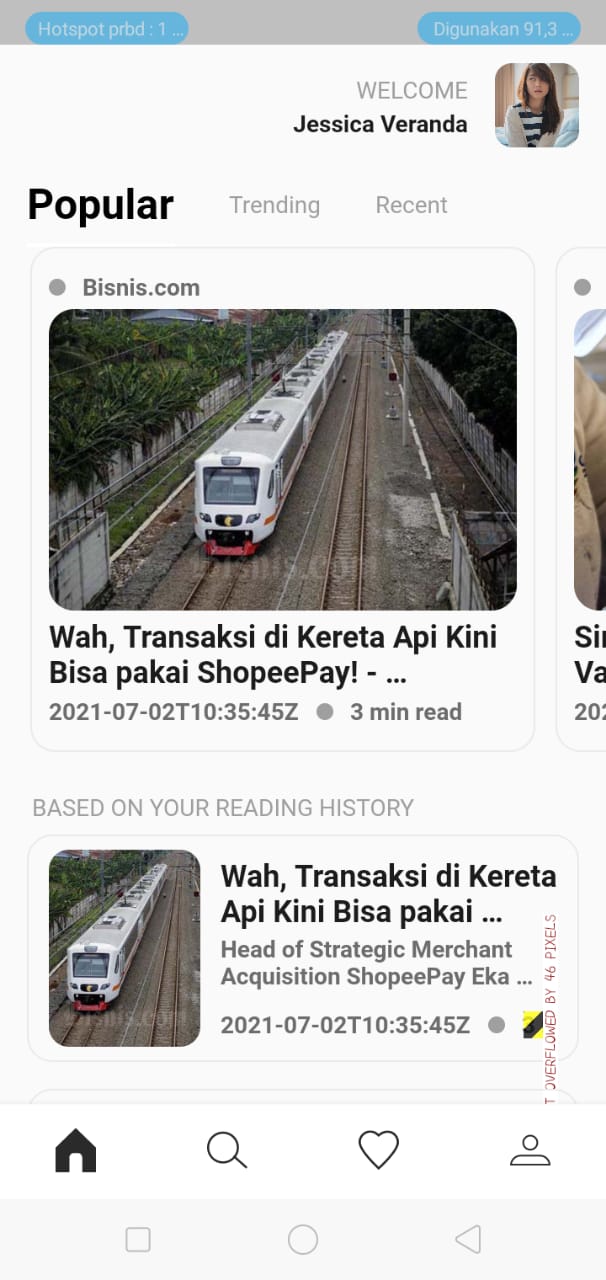 Hotspot prbd : 1 ...
Digunakan 91,3 ...
WELCOME
Jessica Veranda
Popular
Trending
Recent
Bisnis.com
Wah, Transaksi di Kereta Api Kini
Bisa pakai ShopeePay! - ...
2021-07-02T10:35:45Z
3 min read
Sin
Va
202
BASED ON YOUR READING HISTORY
Wah, Transaksi di Kereta
Api Kini Bisa pakai ...
Head of Strategic Merchant
Acquisition ShopeePay Eka ...
2021-07-02T10:35:45Z
OVERFLOWED BY 46 PIXELS